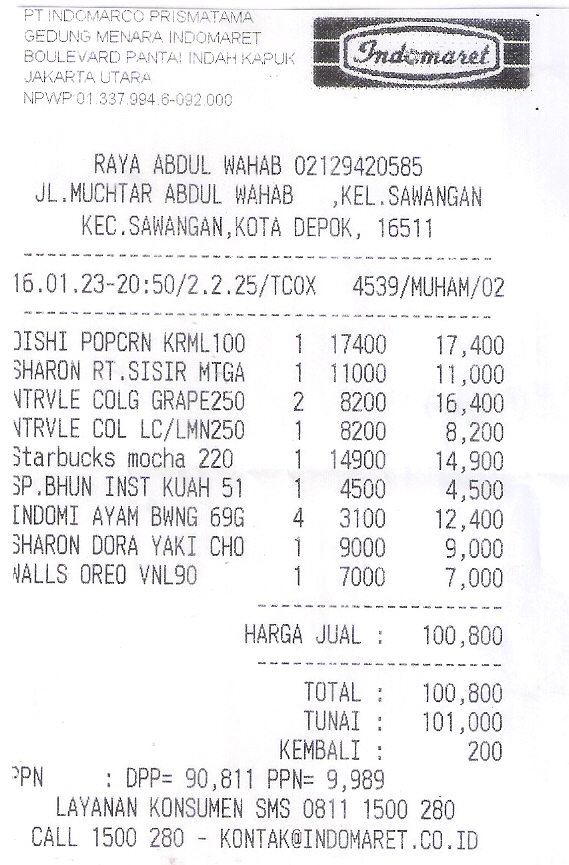 PT INDOMARCO PRISMATAMA
GEDUNG MENARA INDOMARET
BOULEVARD PANTAI INDAH KAPUK
JAKARTA UTARA
NPWP 01.337.994.6-092.000
Indomaret
RAYA ABDUL WAHAB 02129420585
JL.MUCHTAR ABDUL WAHAB ,KEL.SAWANGAN
KEC.SAWANGAN,KOTA DEPOK, 16511
16.01.23-20:50/2.2.25/TCOX 4539/MUHAM/02
OISHI POPCRN KRML100 1 17400 17,400
SHARON RT.SISIR MTGA 1 11000 11,000
NTRVLE COLG GRAPE250 2 8200 16,400
NTRVLE COL LC/LMN250 1 8200 8,200
Starbucks mocha 220 1 14900 14,900
SP.BHUN INST KUAH 51 1 4500 4,500
INDOMI AYAM BWNG 69G 4 3100 12,400
SHARON DORA YAKI CHO 1 9000 9,000
WALLS OREO VNL90 1 7000 7,000
HARGA JUAL : 100,800
TOTAL : 100,800
TUNAI : 101,000
KEMBALI : 200
PPN : DPP= 90,811 PPN= 9,989
LAYANAN KONSUMEN SMS 0811 1500 280
CALL 1500 280 - KONTAK@INDOMARET.CO.ID